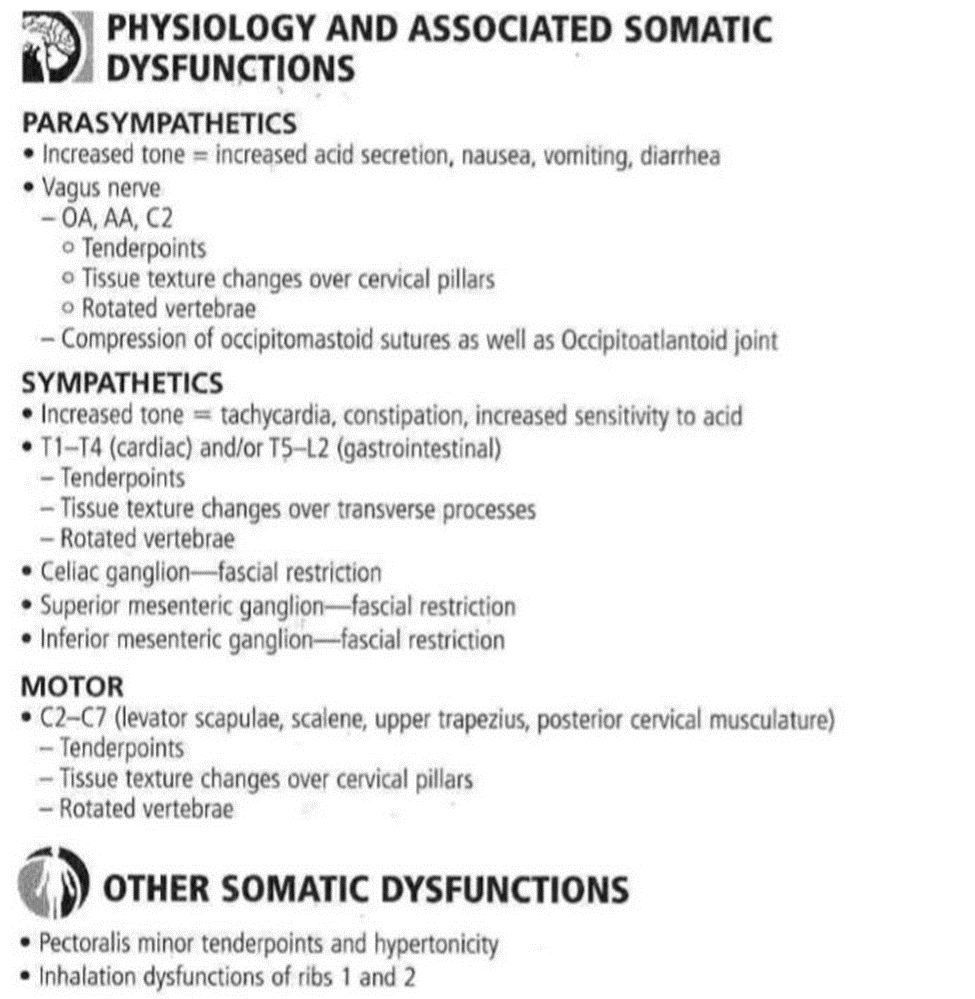 PHYSIOLOGY AND ASSOCIATED SOMATIC
DYSFUNCTIONS
PARASYMPATHETICS
• Increased tone = increased acid secretion, nausea, vomiting, diarrhea
• Vagus nerve
– OA, AA, C2
o Tenderpoints
o Tissue texture changes over cervical pillars
o Rotated vertebrae
– Compression of occipitomastoid sutures as well as Occipitoatlantoid joint
SYMPATHETICS
• Increased tone = tachycardia, constipation, increased sensitivity to acid
• T1–T4 (cardiac) and/or T5–L2 (gastrointestinal)
– Tenderpoints
– Tissue texture changes over transverse processes
– Rotated vertebrae
• Celiac ganglion—fascial restriction
• Superior mesenteric ganglion—fascial restriction
• Inferior mesenteric ganglion—fascial restriction
MOTOR
• C2–C7 (levator scapulae, scalene, upper trapezius, posterior cervical musculature)
– Tenderpoints
– Tissue texture changes over cervical pillars
– Rotated vertebrae
OTHER SOMATIC DYSFUNCTIONS
• Pectoralis minor tenderpoints and hypertonicity
• Inhalation dysfunctions of ribs 1 and 2